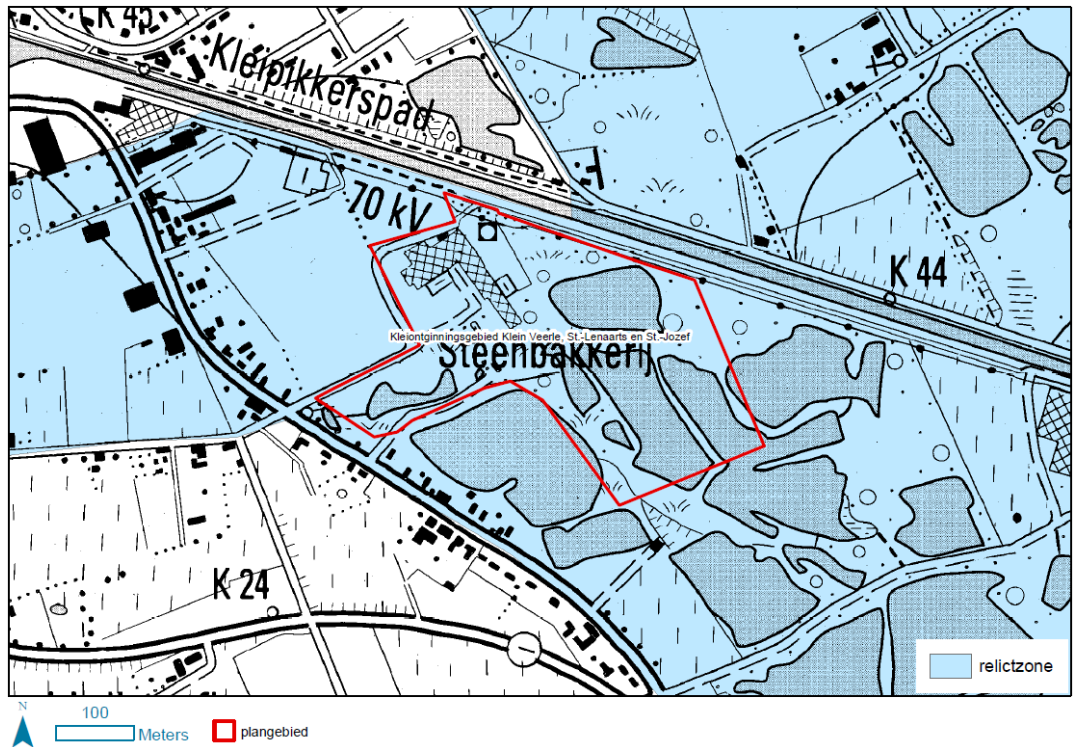 K 45
Kleipikkerspad
70 kV
K 44
Kleiontginningsgebied Klein Veerle, St.-Lenaarts en St.-Jozef
Steenbakkerij
K 24
relictzone
N
100
Meters
plangebied